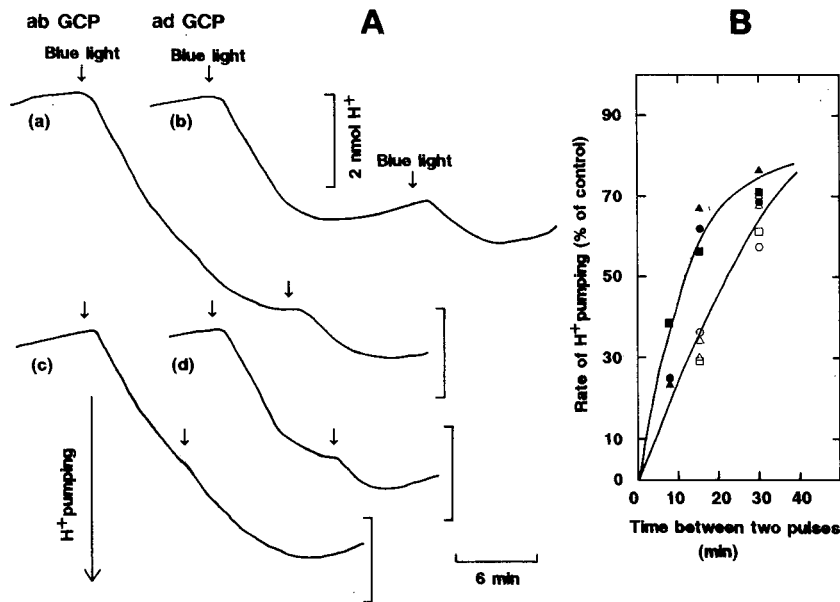 ab GCP
ad GCP
A
B
Blue light
Blue light
(a)
(b)
2 nmol H+
Blue light
(c)
(d)
H+pumping
6 min
Rate of H+pumping (% of control)
90
70
50
30
10
0
0 10 20 30 40
Time between two pulses
(min)